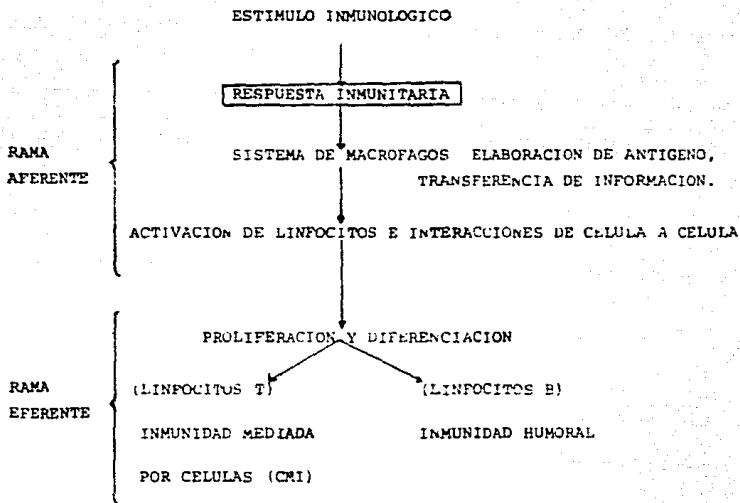 ESTIMULO INMUNOLOGICO
RESPUESTA INMUNITARIA
RAMA
AFERENTE
SISTEMA DE MACROFAGOS ELABORACION DE ANTIGENO,
TRANSFERENCIA DE INFORMACION.
ACTIVACION DE LINFOCITOS E INTERACCIONES DE CELULA A CELULA
PROLIFERACION Y DIFERENCIACION
RAMA
EFERENTE
(LINFOCITOS T) (LINFOCITOS B)
INMUNIDAD MEDIADA INMUNIDAD HUMORAL
POR CELULAS (CMI)